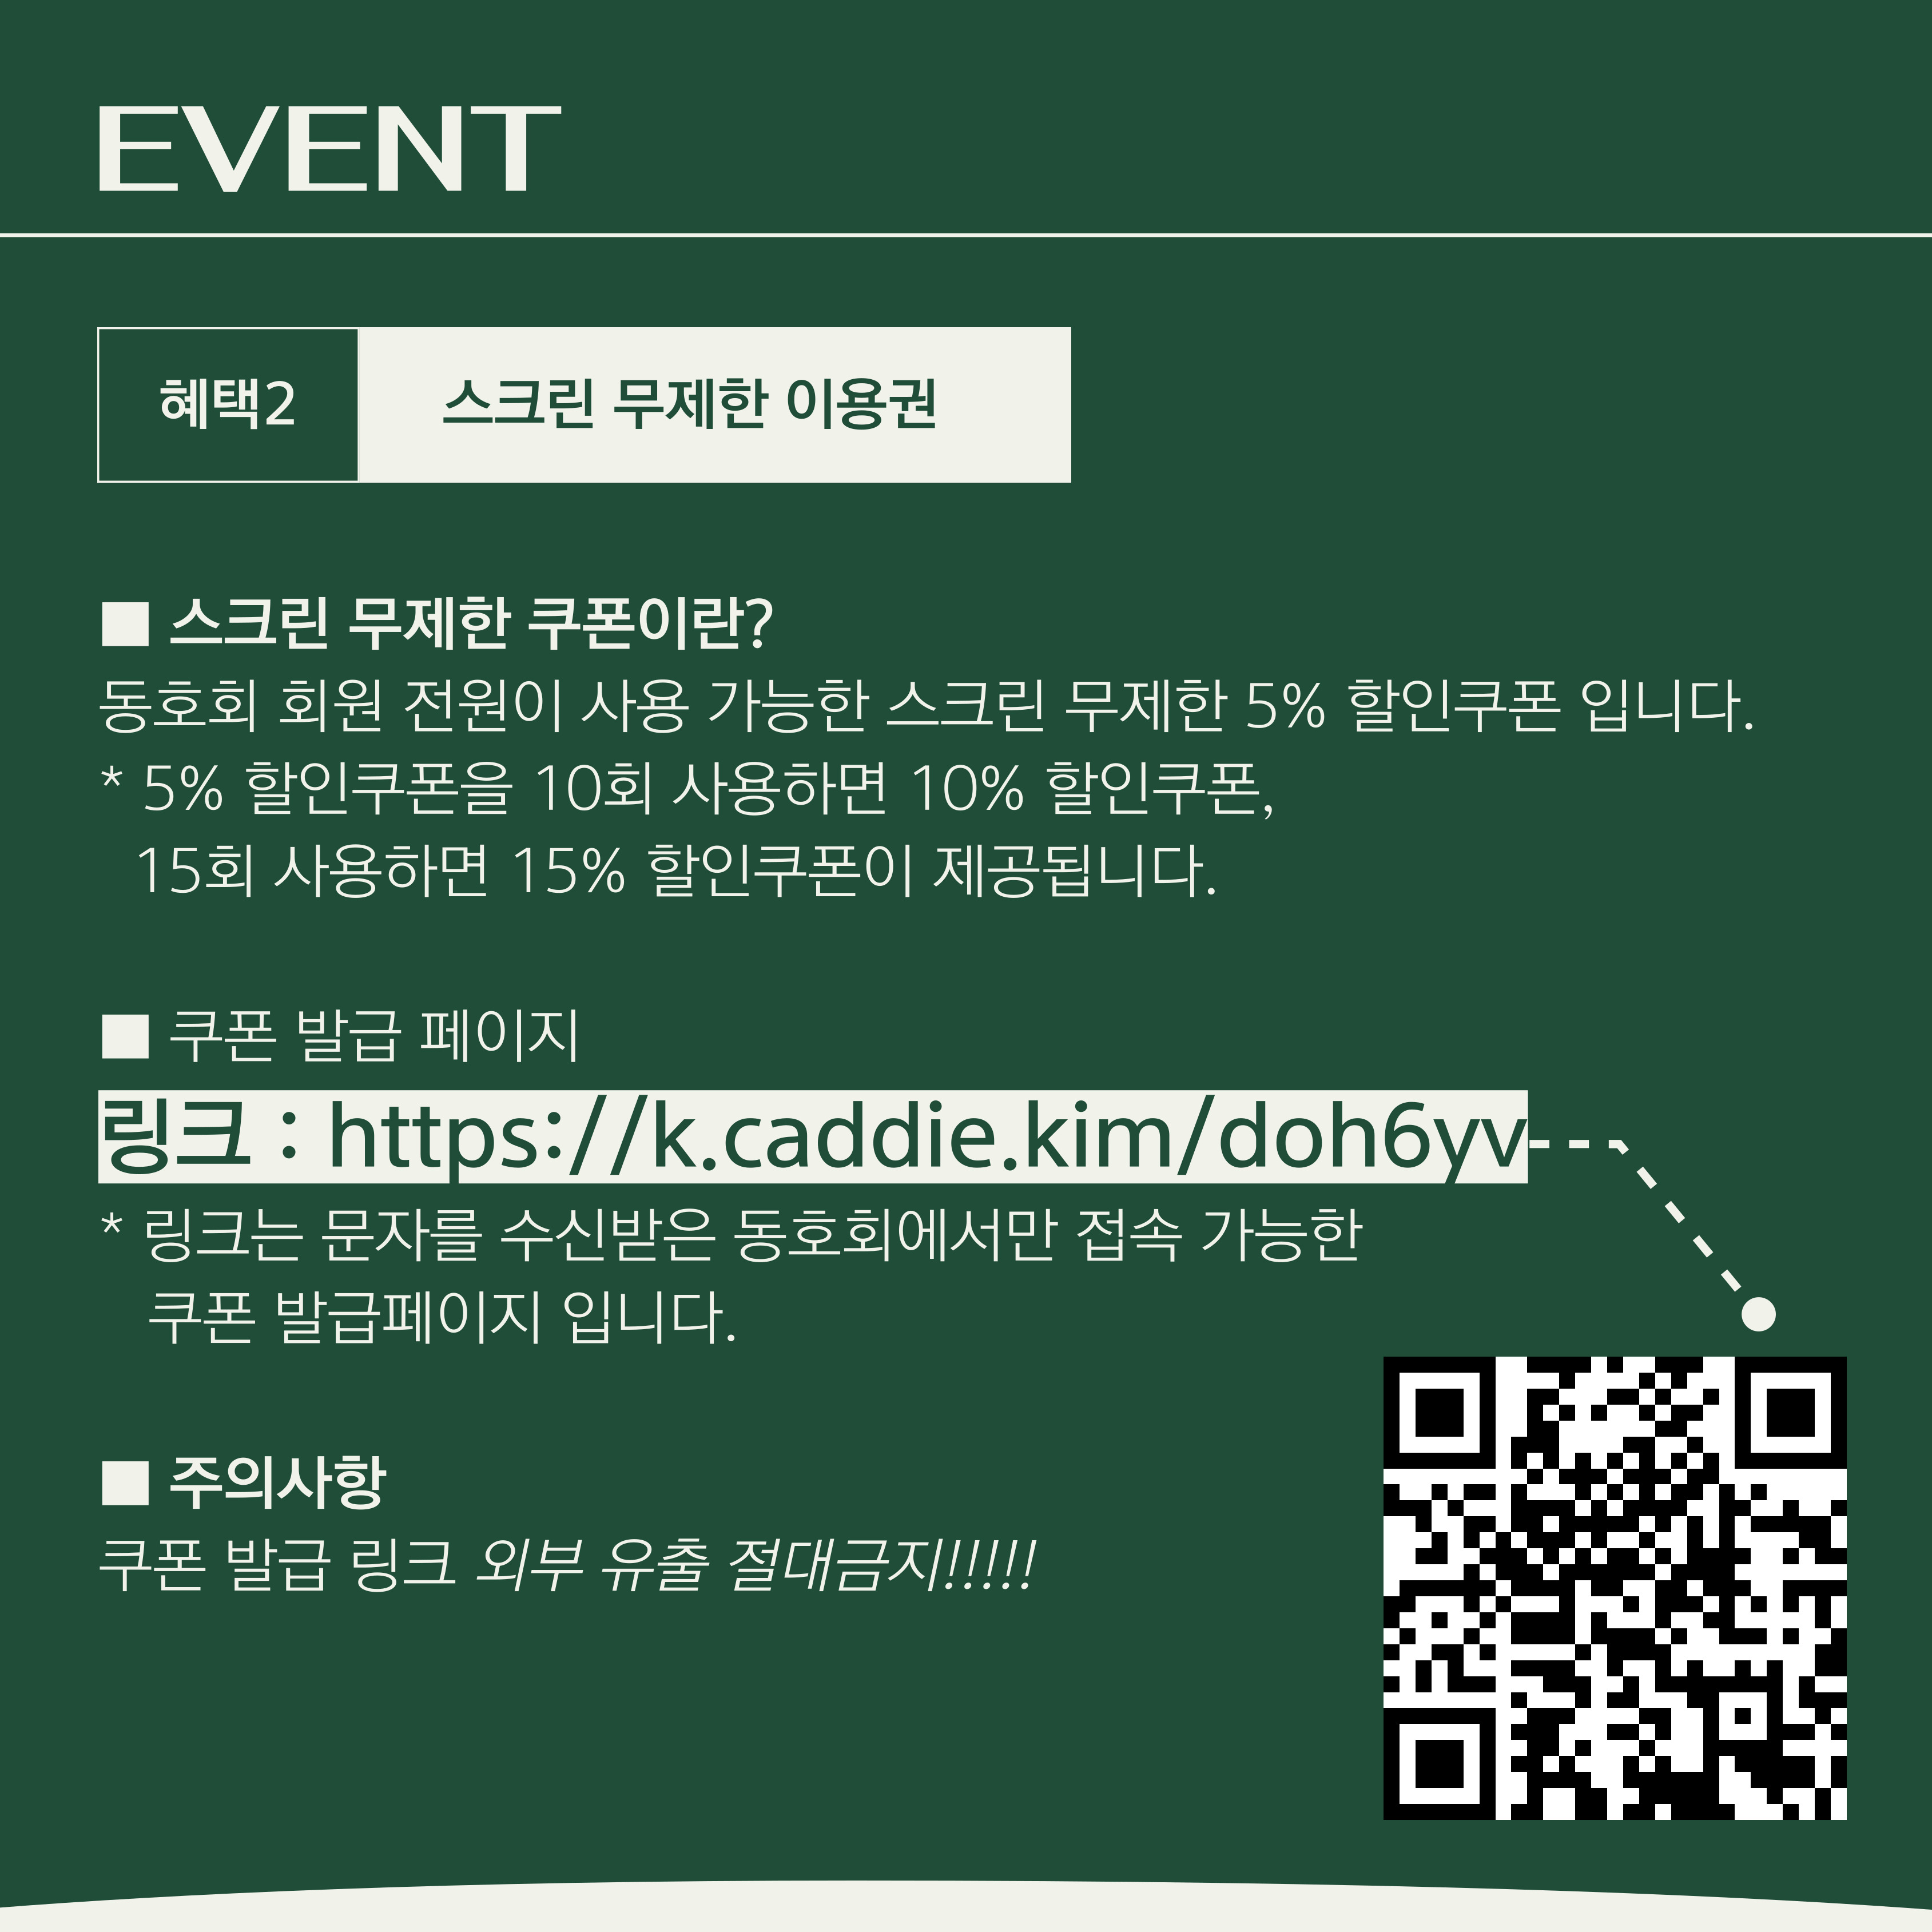 EVENT
혜택2 스크린 무제한 이용권
■ 스크린 무제한 쿠폰이란?
동호회 회원 전원이 사용 가능한 스크린 무제한 5% 할인쿠폰 입니다.
* 5% 할인쿠폰을 10회 사용하면 10% 할인쿠폰,
15회 사용하면 15% 할인쿠폰이 제공됩니다.
■ 쿠폰 발급 페이지
링크 : https://k.caddie.kim/doh6yv
* 링크는 문자를 수신받은 동호회에서만 접속 가능한
쿠폰 발급페이지 입니다.
■ 주의사항
쿠폰 발급 링크 외부 유출 절대금지!!!!!